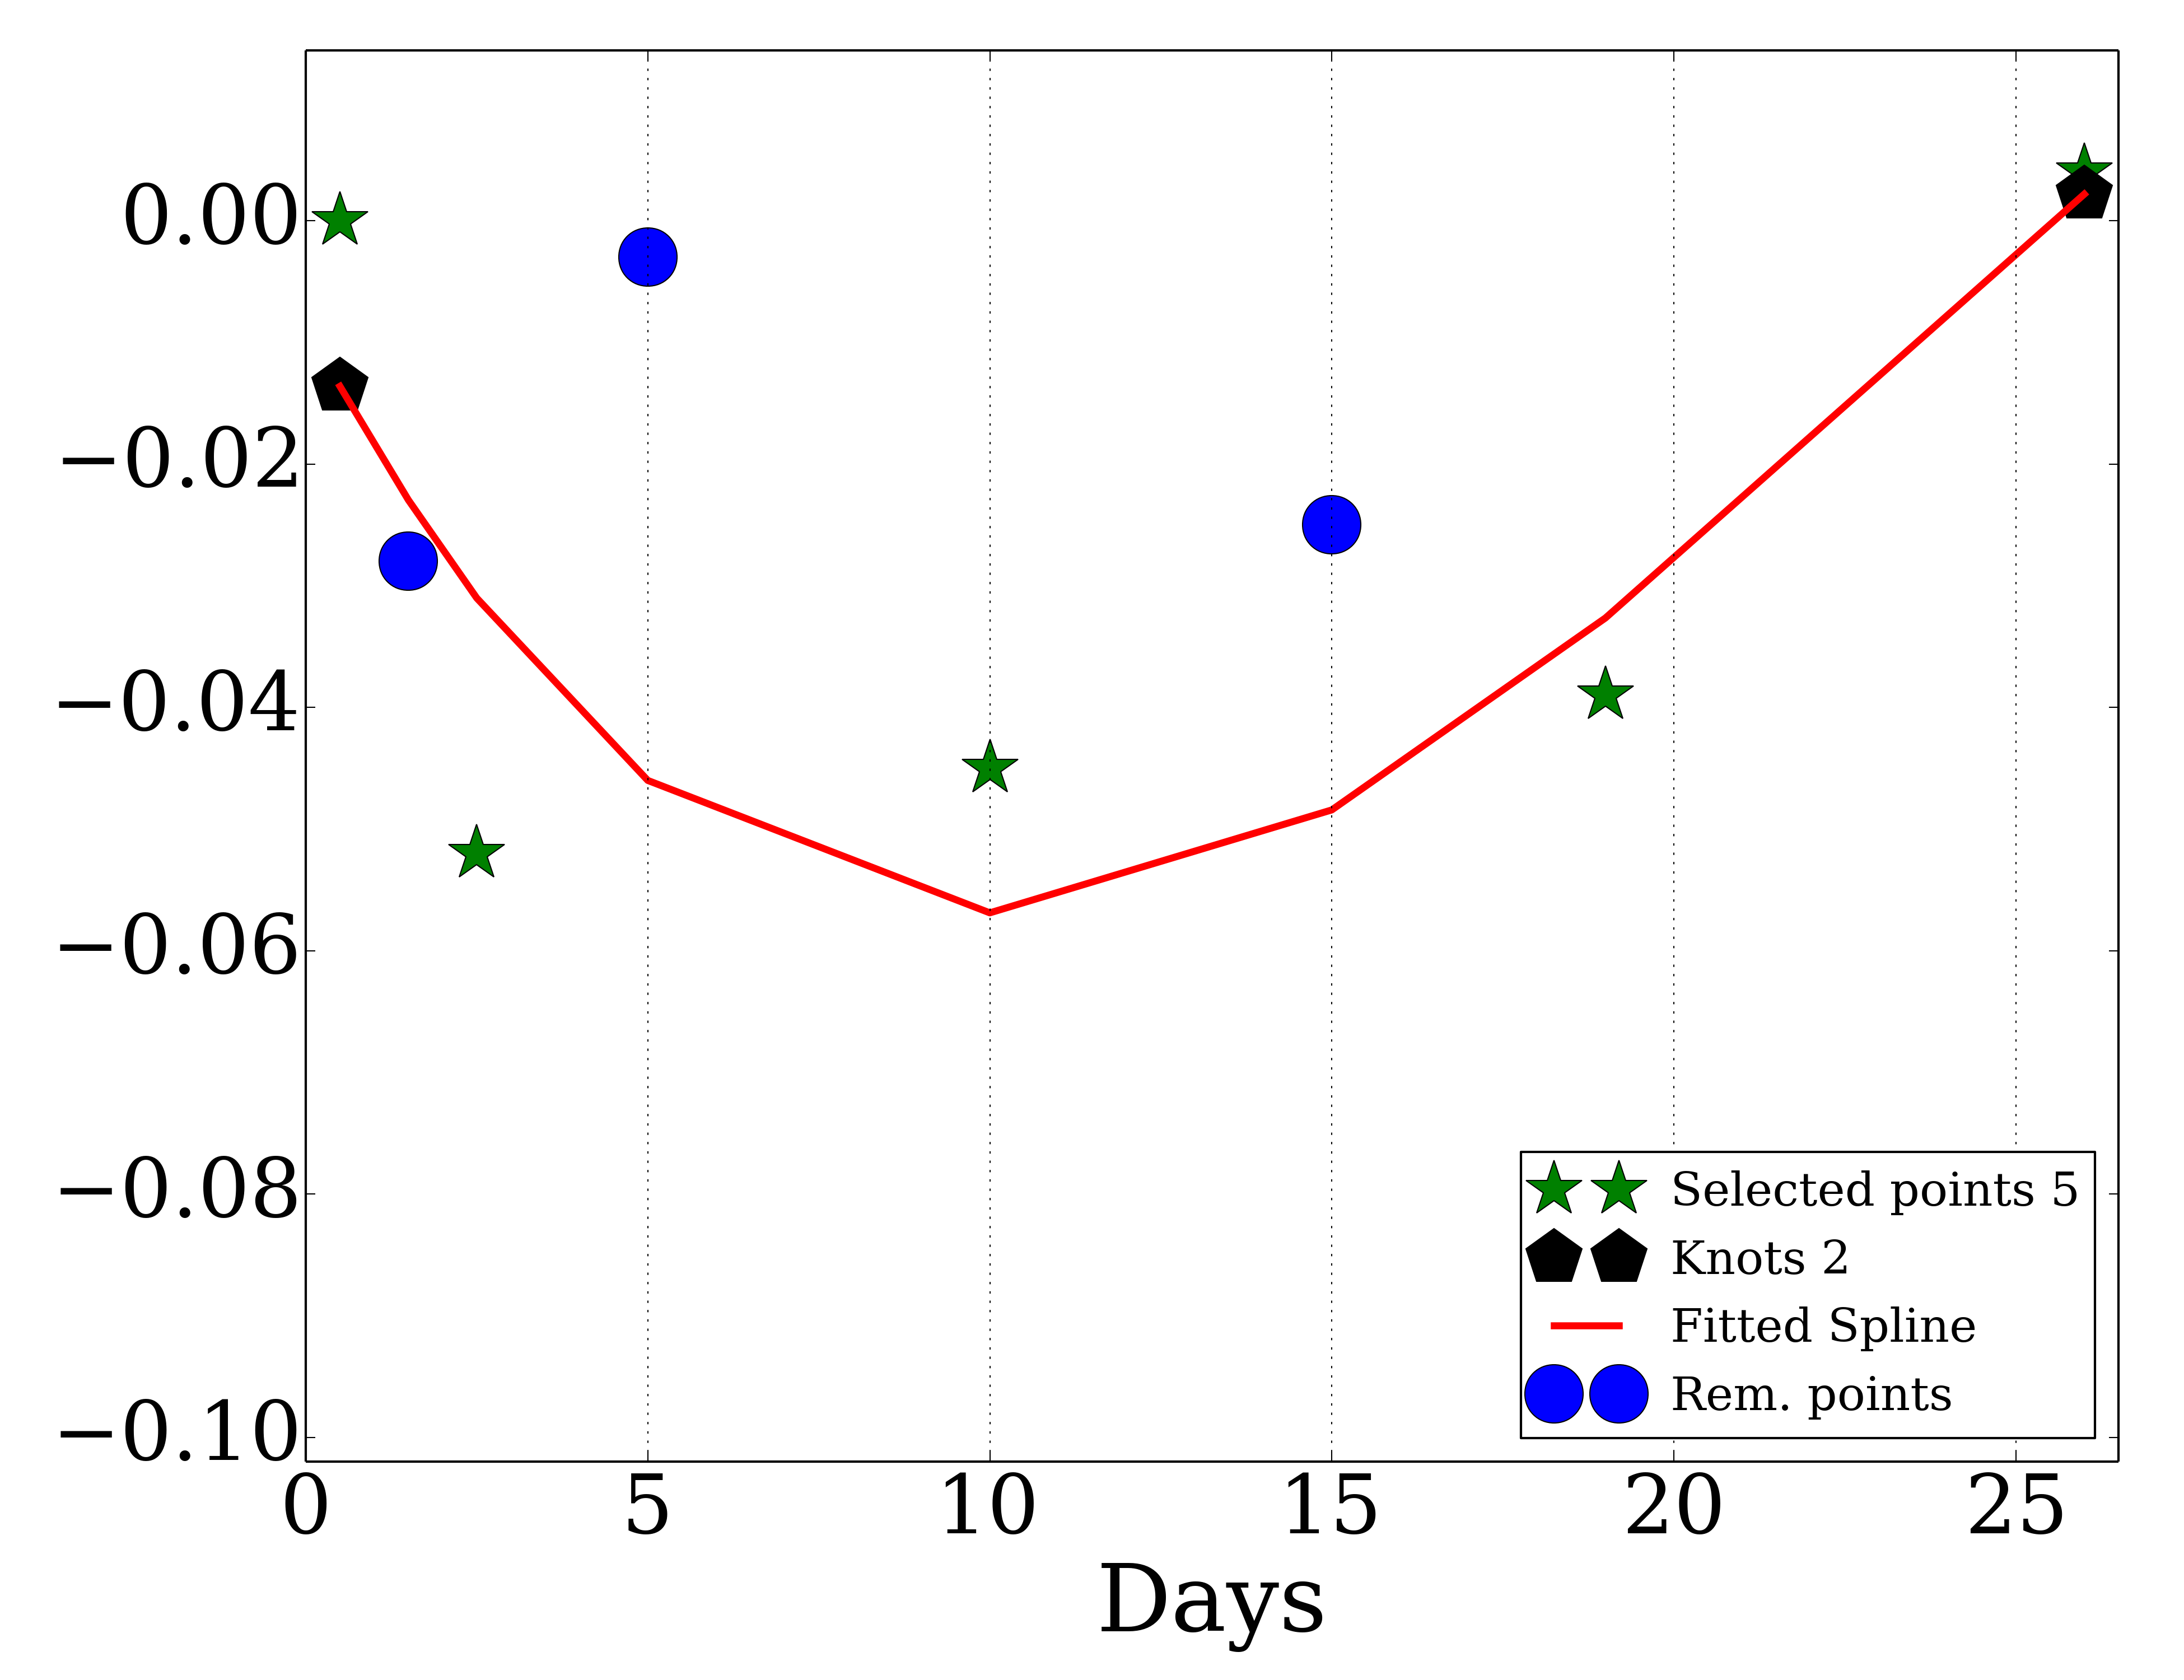 0.00
−0.02
−0.04
−0.06
−0.08
−0.10
0 5 10 15 20 25
Days
Selected points 5
Knots 2
Fitted Spline
Rem. points